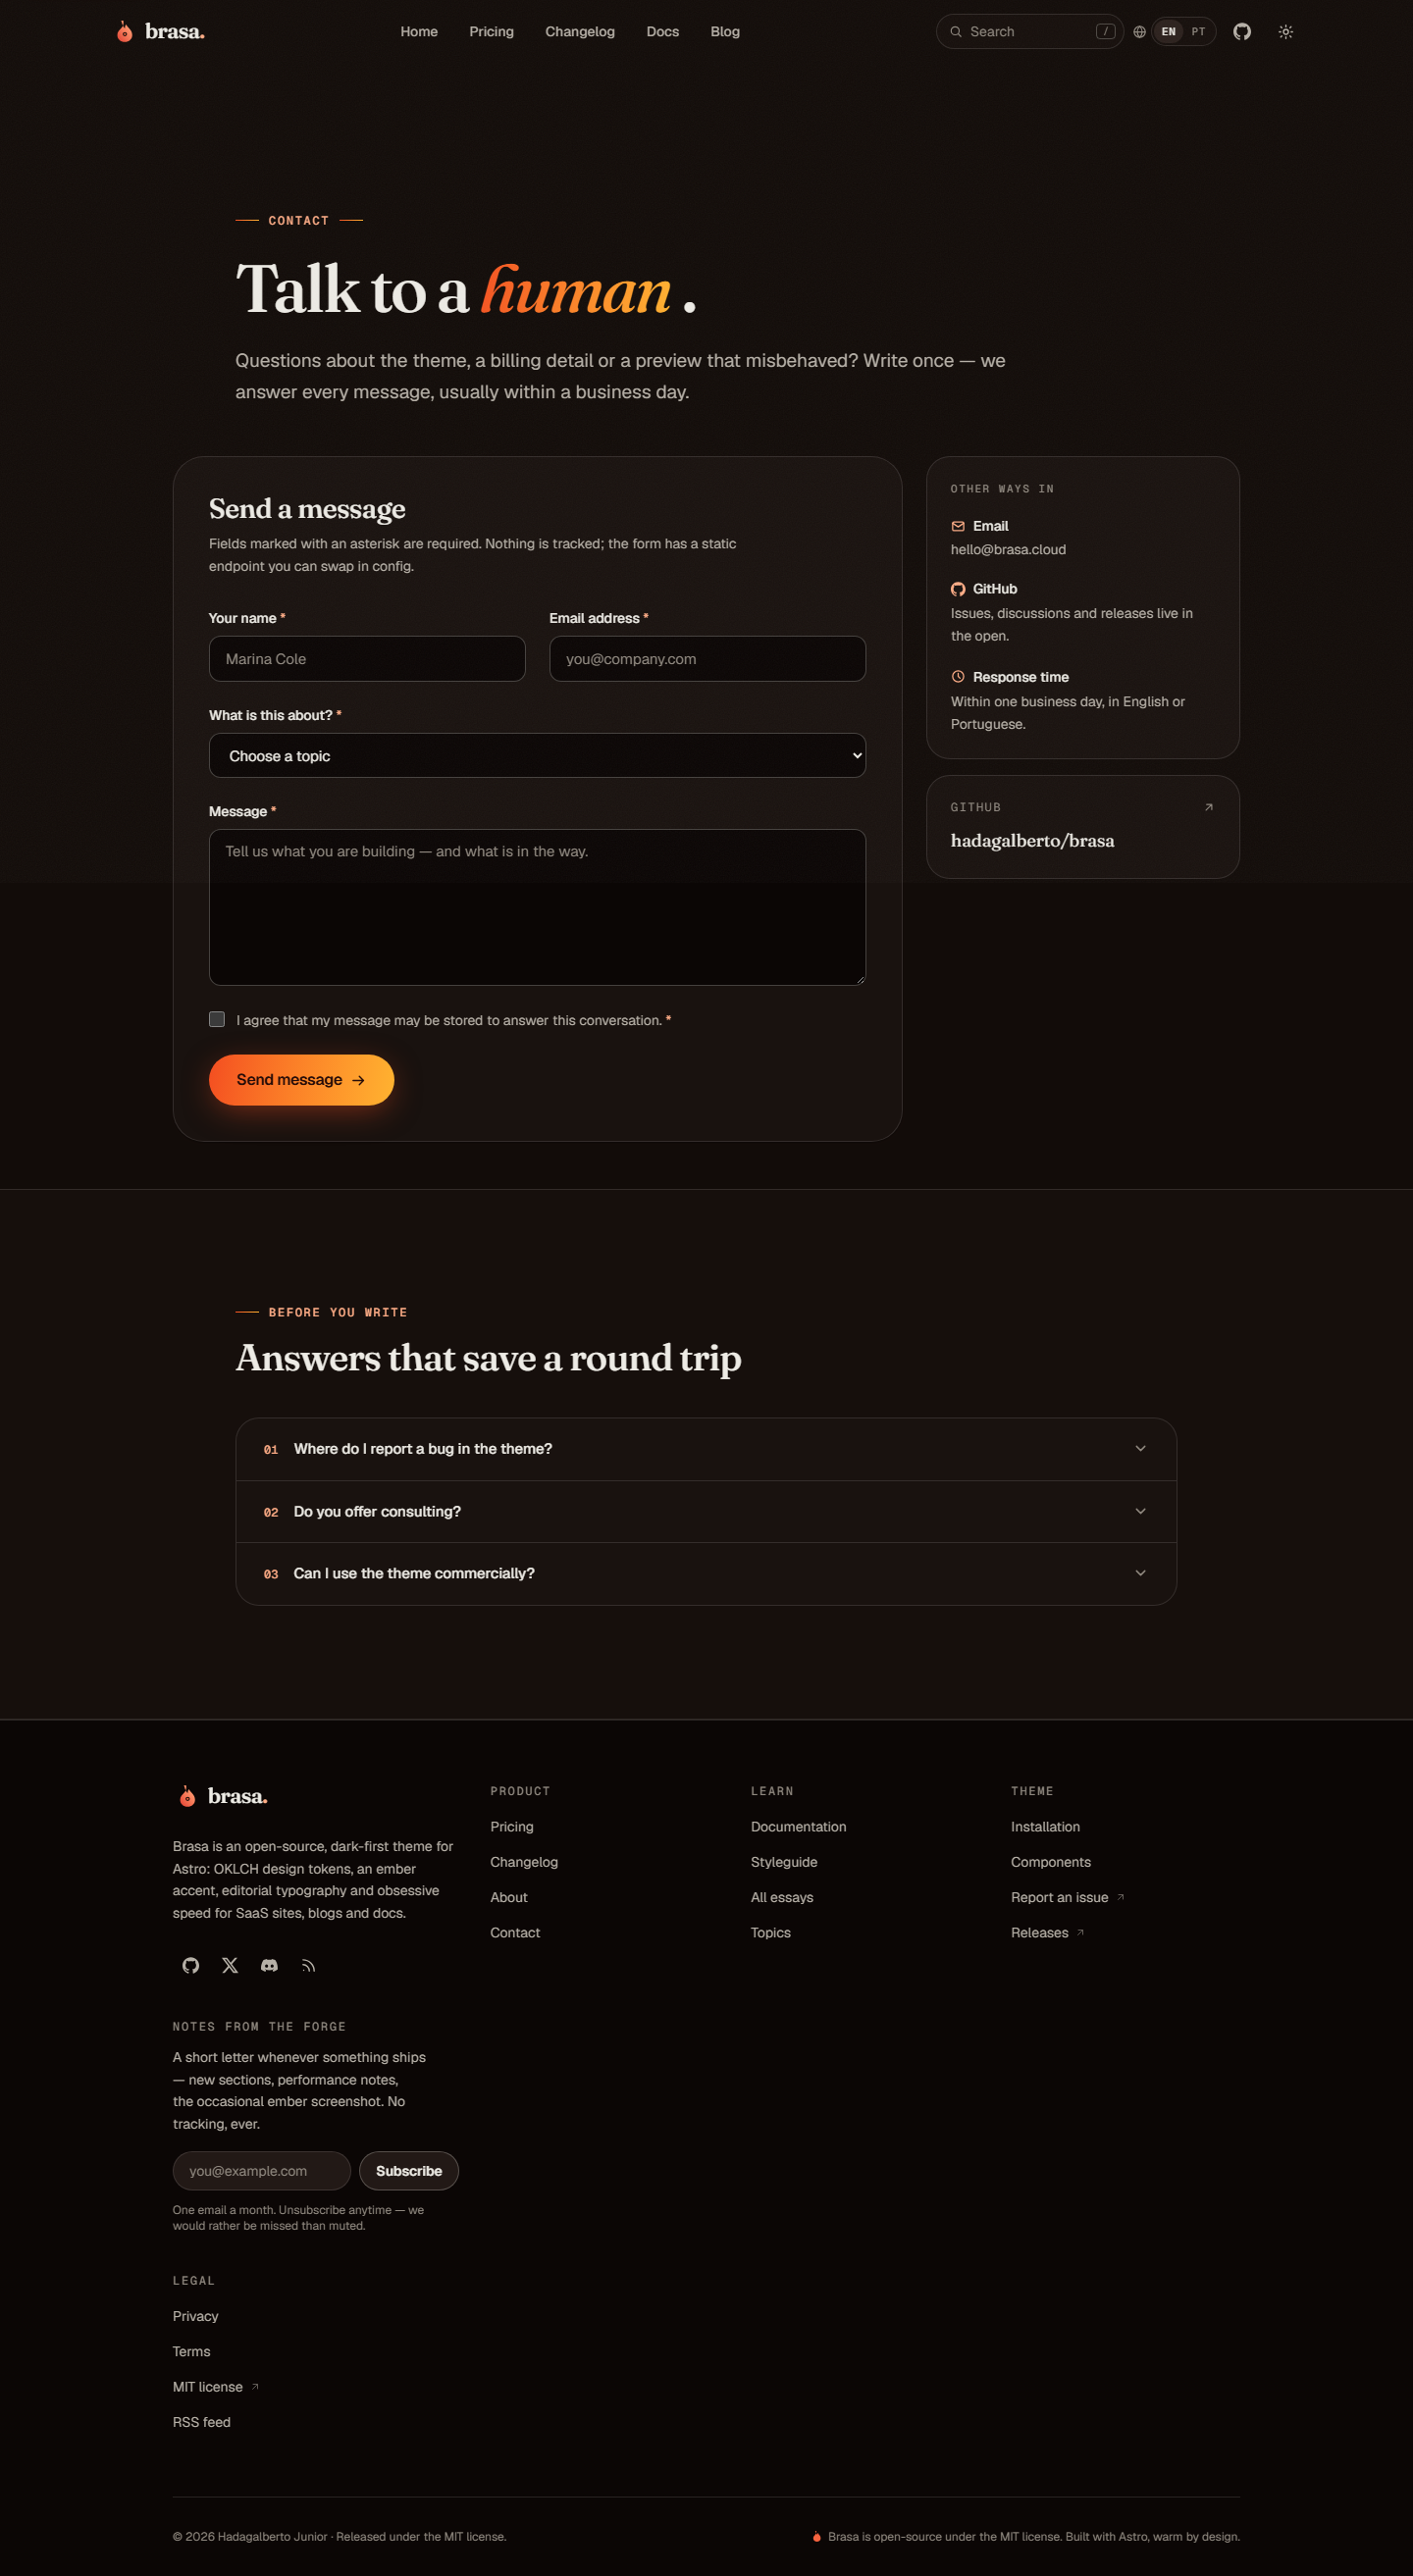 brasa.
Home
Pricing
Changelog
Docs
Blog
Search
/
EN
PT
CONTACT
Talk to a human .
Questions about the theme, a billing detail or a preview that misbehaved? Write once — we
answer every message, usually within a business day.
Send a message
Fields marked with an asterisk are required. Nothing is tracked; the form has a static
endpoint you can swap in config.
Your name *
Marina Cole
Email address *
you@company.com
What is this about? *
Choose a topic
Message *
Tell us what you are building — and what is in the way.
I agree that my message may be stored to answer this conversation. *
Send message →
OTHER WAYS IN
Email
hello@brasa.cloud
GitHub
Issues, discussions and releases live in
the open.
Response time
Within one business day, in English or
Portuguese.
GITHUB
hadagalberto/brasa
BEFORE YOU WRITE
Answers that save a round trip
01 Where do I report a bug in the theme?
02 Do you offer consulting?
03 Can I use the theme commercially?
brasa.
Brasa is an open-source, dark-first theme for
Astro: OKLCH design tokens, an ember
accent, editorial typography and obsessive
speed for SaaS sites, blogs and docs.
NOTES FROM THE FORGE
A short letter whenever something ships
— new sections, performance notes,
the occasional ember screenshot. No
tracking, ever.
you@example.com
Subscribe
One email a month. Unsubscribe anytime — we
would rather be missed than muted.
PRODUCT
Pricing
Changelog
About
Contact
LEARN
Documentation
Styleguide
All essays
Topics
THEME
Installation
Components
Report an issue
Releases
LEGAL
Privacy
Terms
MIT license
RSS feed
© 2026 Hadagalberto Junior · Released under the MIT license.
Brasa is open-source under the MIT license. Built with Astro, warm by design.